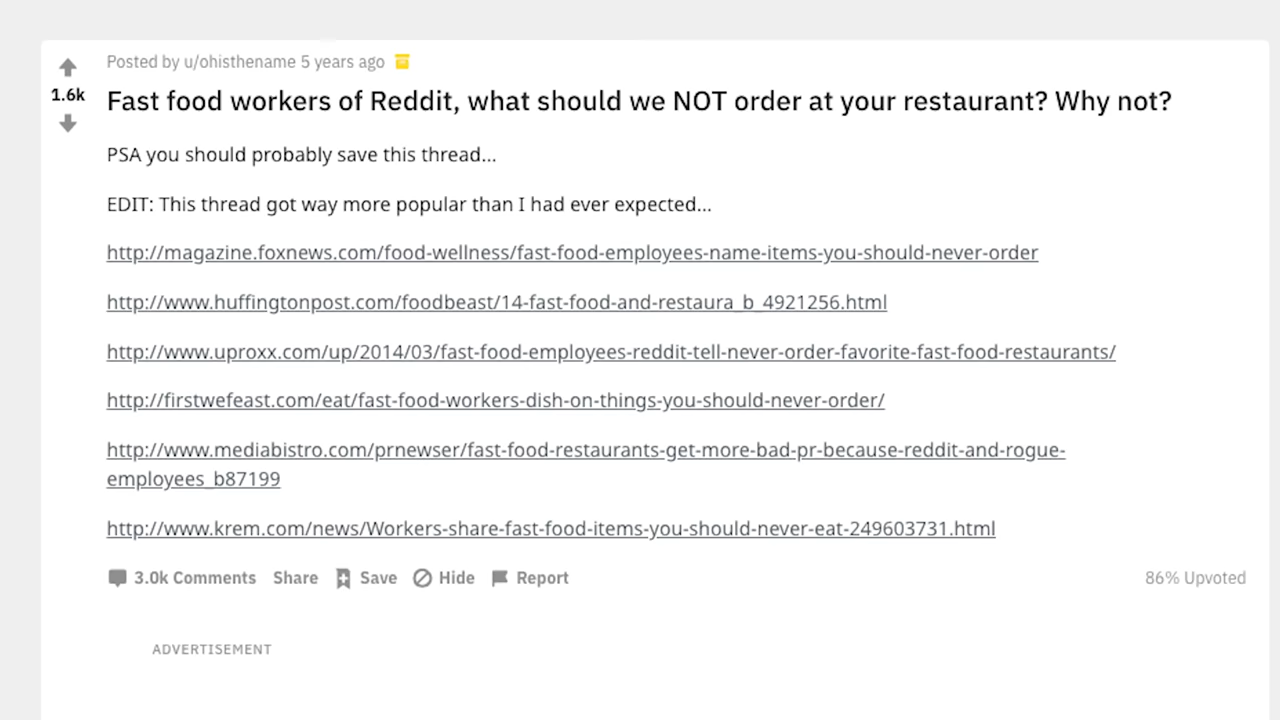 Posted by u/ohisthename 5 years ago
1.6k
Fast food workers of Reddit, what should we NOT order at your restaurant? Why not?
PSA you should probably save this thread...
EDIT: This thread got way more popular than I had ever expected...
http://magazine.foxnews.com/food-wellness/fast-food-employees-name-items-you-should-never-order
http://www.huffingtonpost.com/foodbeast/14-fast-food-and-restaura_b_4921256.html
http://www.uproxx.com/up/2014/03/fast-food-employees-reddit-tell-never-order-favorite-fast-food-restaurants/
http://firstwefeast.com/eat/fast-food-workers-dish-on-things-you-should-never-order/
http://www.mediabistro.com/prnewser/fast-food-restaurants-get-more-bad-pr-because-reddit-and-rogue-
employees_b87199
http://www.krem.com/news/Workers-share-fast-food-items-you-should-never-eat-249603731.html
3.0k Comments Share Save Hide Report 86% Upvoted
ADVERTISEMENT